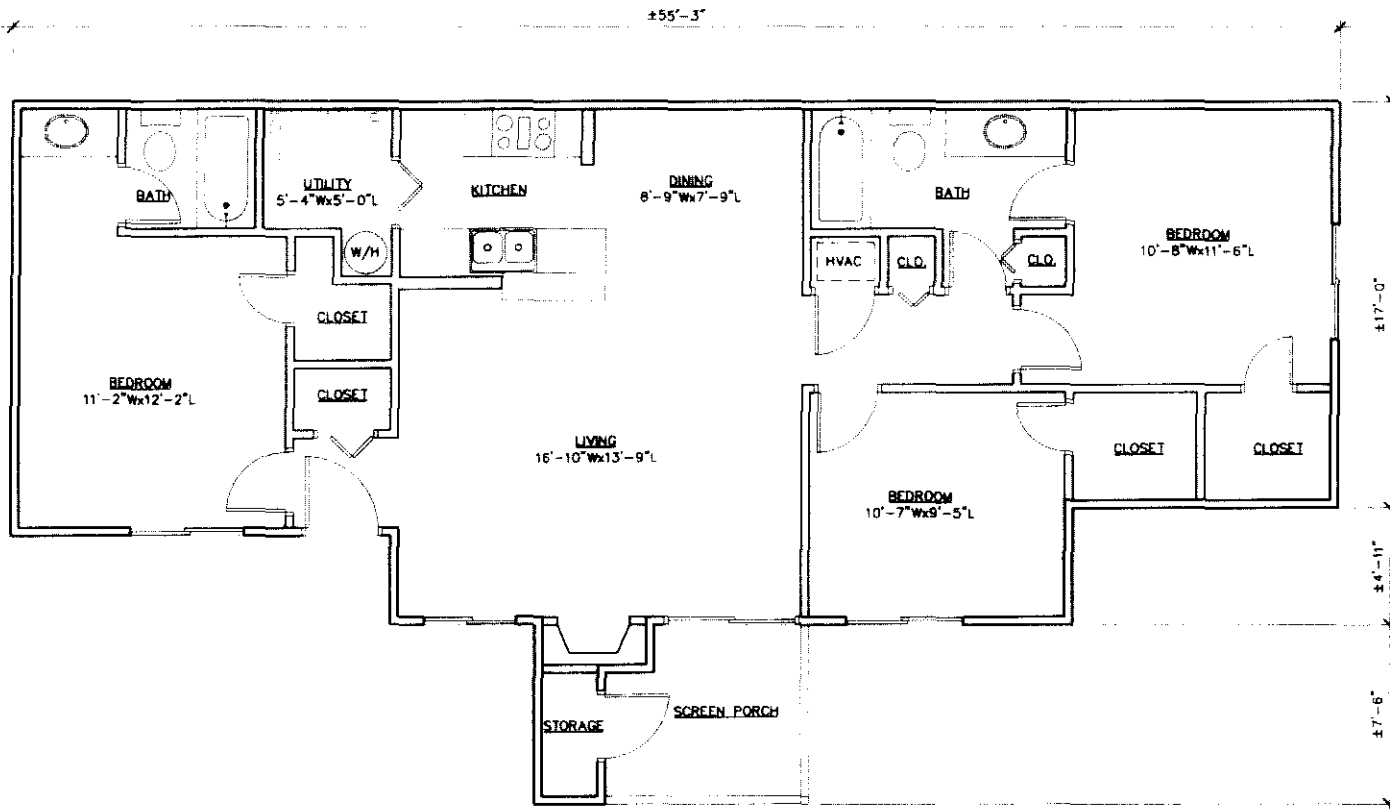 ±55'-3"
BATH
UTILITY
5'-4"Wx5'-0"L
W/H
KITCHEN
DINING
8'-9"Wx7'-9"L
BATH
HVAC
CLO.
CLO.
BEDROOM
10'-8"Wx11'-6"L
±17'-0"
CLOSET
BEDROOM
11'-2"Wx12'-2"L
CLOSET
LIVING
16'-10"Wx13'-9"L
CLOSET
CLOSET
BEDROOM
10'-7"Wx9'-5"L
±4'-11"
STORAGE
SCREEN PORCH
±7'-6"